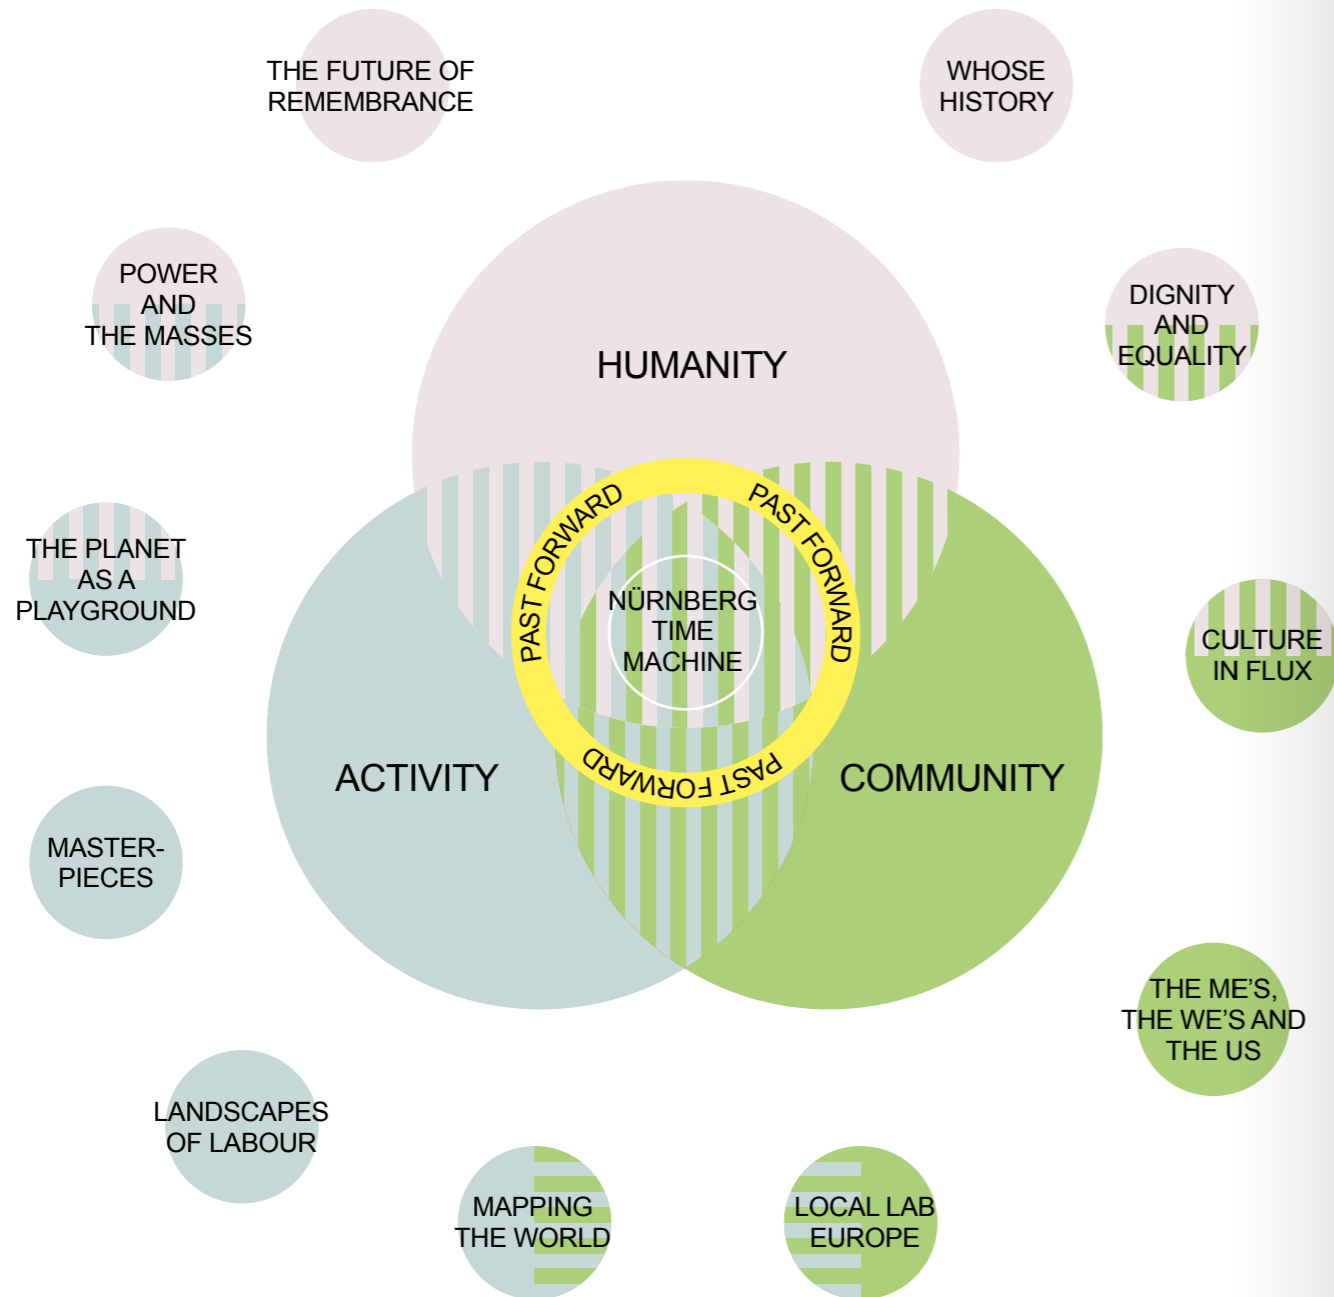 THE FUTURE OF
REMEMBRANCE
WHOSE
HISTORY
POWER
AND
THE MASSES
DIGNITY
AND
EQUALITY
HUMANITY
PAST FORWARD
PAST FORWARD
THE PLANET
AS A
PLAYGROUND
NÜRNBERG
TIME
MACHINE
CULTURE
IN FLUX
PAST FORWARD
ACTIVITY
COMMUNITY
MASTER-
PIECES
THE ME’S,
THE WE’S AND
THE US
LANDSCAPES
OF LABOUR
MAPPING
THE WORLD
LOCAL LAB
EUROPE